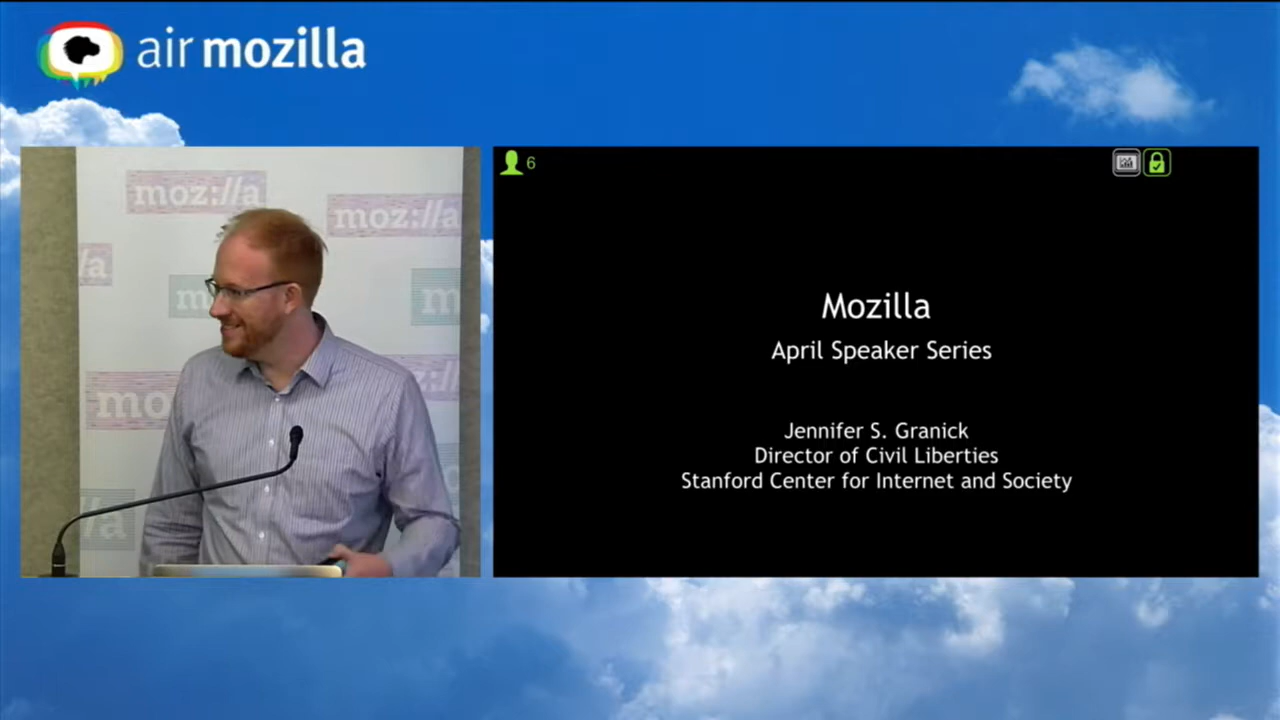 air mozilla
moz://a
moz://a
/a
m
m
mo
://
/a
6
Mozilla
April Speaker Series
Jennifer S. Granick
Director of Civil Liberties
Stanford Center for Internet and Society